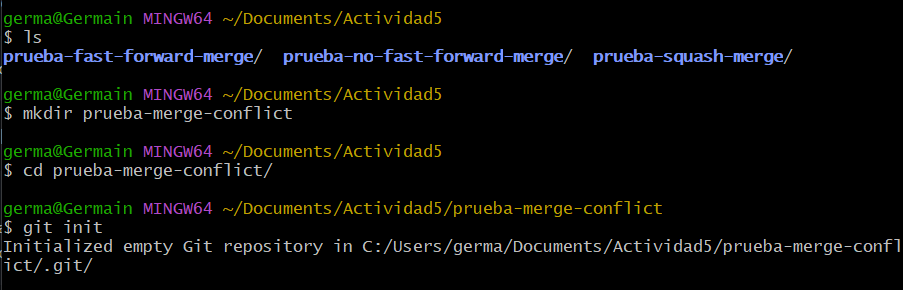 germa@Germain MINGW64 ~/Documents/Actividad5
$ ls
prueba-fast-forward-merge/  prueba-no-fast-forward-merge/  prueba-squash-merge/
germa@Germain MINGW64 ~/Documents/Actividad5
$ mkdir prueba-merge-conflict
germa@Germain MINGW64 ~/Documents/Actividad5
$ cd prueba-merge-conflict/
germa@Germain MINGW64 ~/Documents/Actividad5/prueba-merge-conflict
$ git init
Initialized empty Git repository in C:/Users/germa/Documents/Actividad5/prueba-merge-confl
ict/.git/